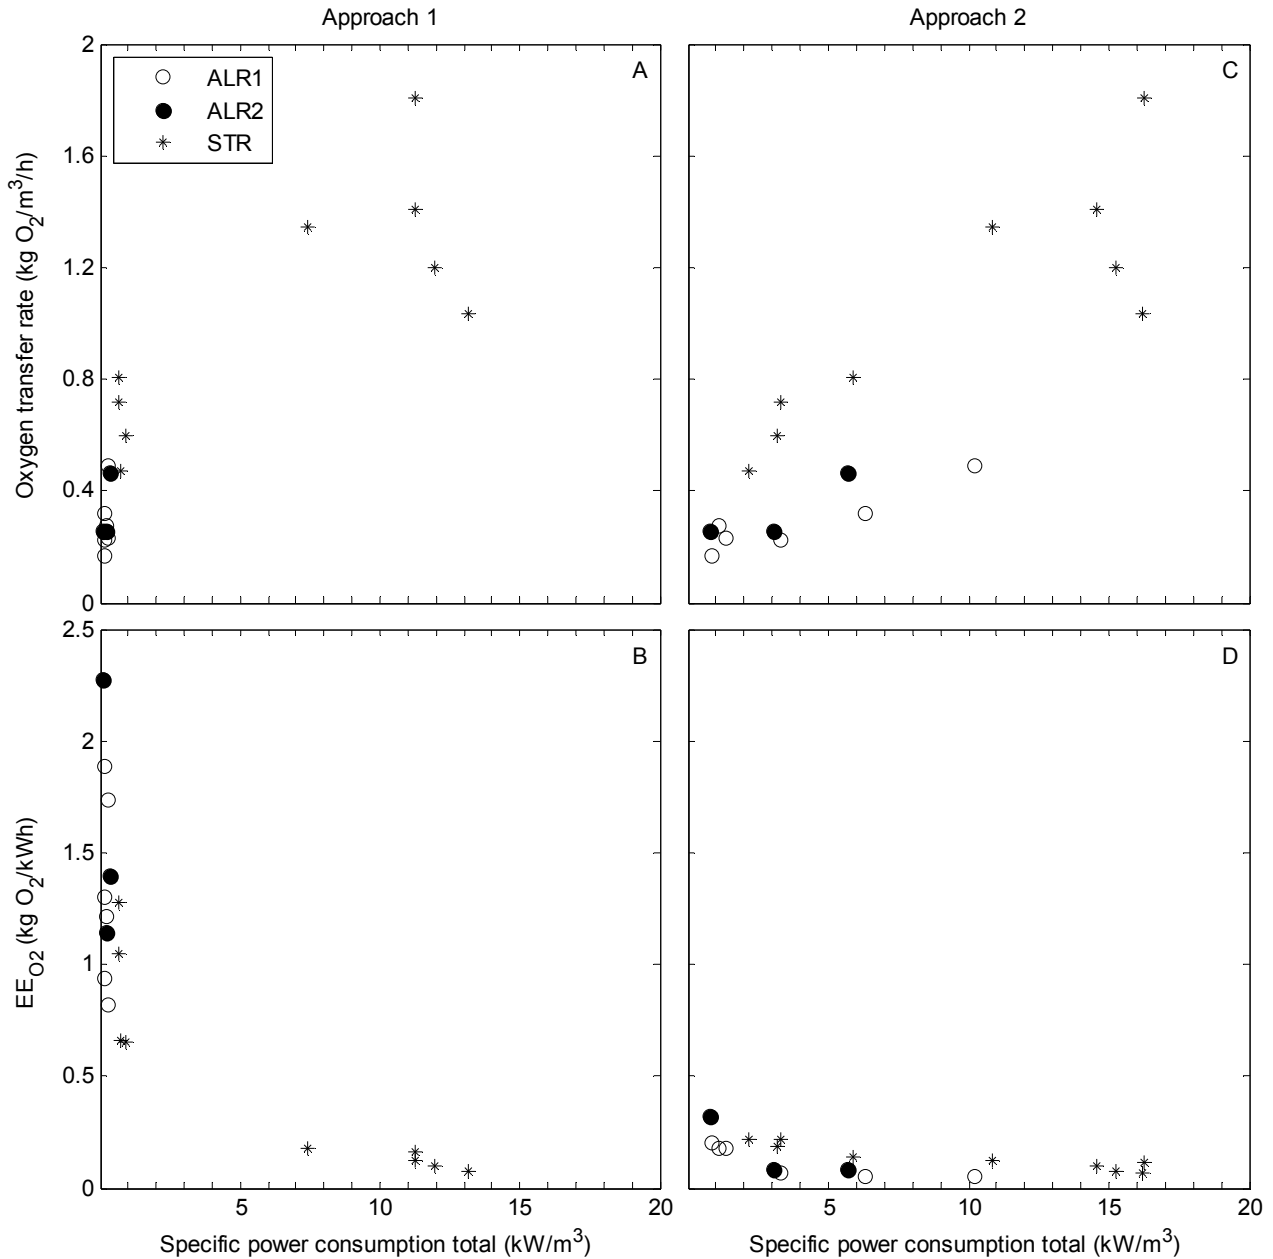 Approach 1
Approach 2
2
1.6
1.2
0.8
0.4
0
Oxygen transfer rate (kg O2/m3/h)
ALR1
ALR2
STR
A
C
2.5
2
1.5
1
0.5
0
EEO2 (kg O2/kWh)
B
D
5
10
15
20
5
10
15
20
Specific power consumption total (kW/m3)
Specific power consumption total (kW/m3)